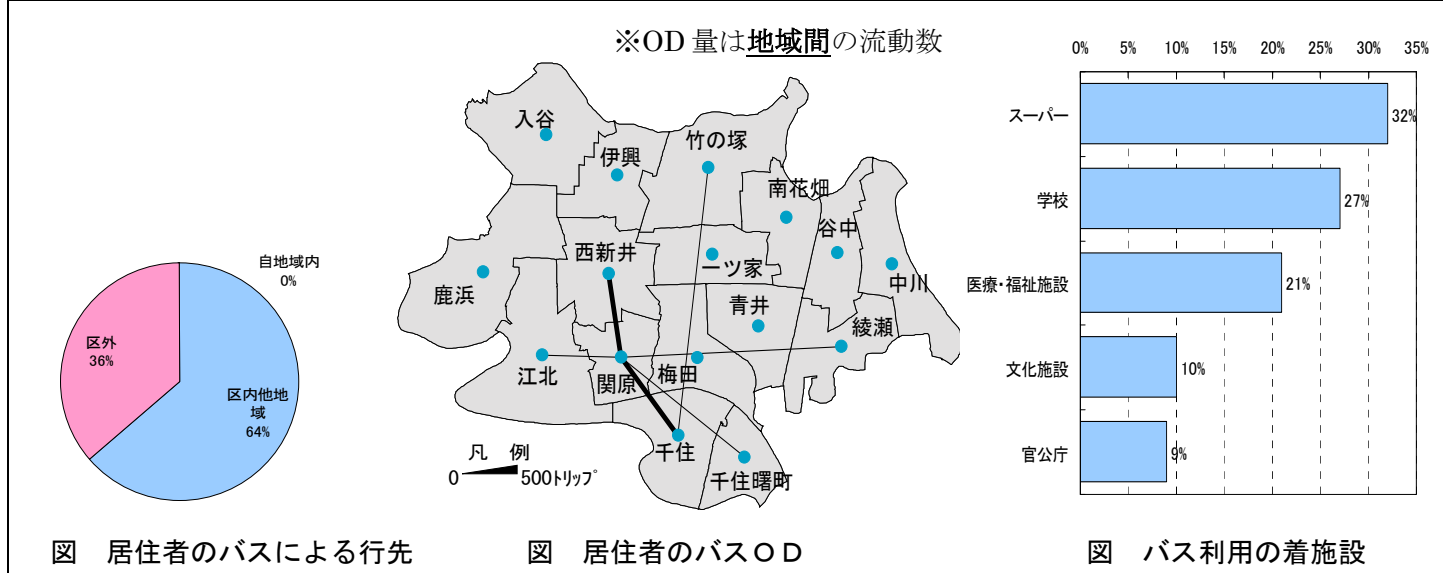 ※OD量は地域間の流動数
自地域内
0%
区外
36%
区内他地
域
64%
図 居住者のバスによる行先
入谷
伊興
竹の塚
南花畑
谷中
西新井
一ツ家
中川
鹿浜
青井
綾瀬
江北
関原
梅田
千住
千住曙町
凡 例
0
500トリップ
図 居住者のバスOD
0% 5% 10% 15% 20% 25% 30% 35%
スーパー 32%
学校 27%
医療・福祉施設 21%
文化施設 10%
官公庁 9%
図 バス利用の着施設